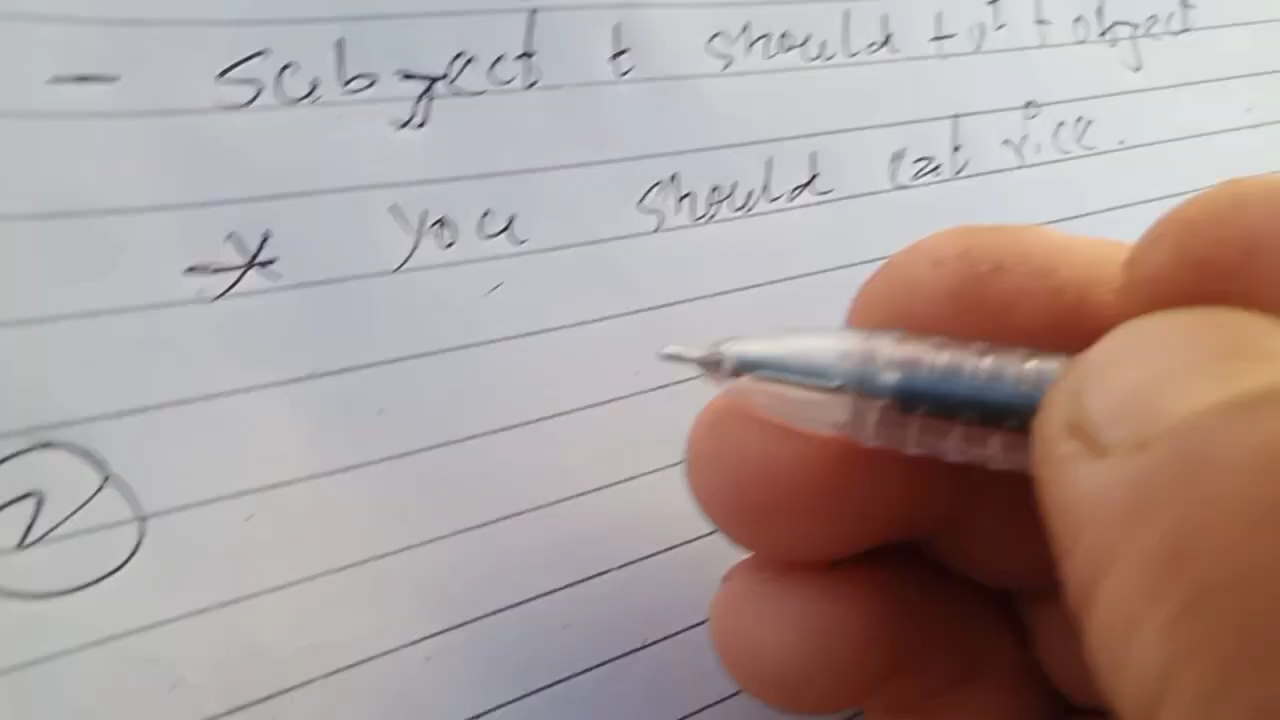 - Subject + should + v¹ + object
* you should eat rice.
2